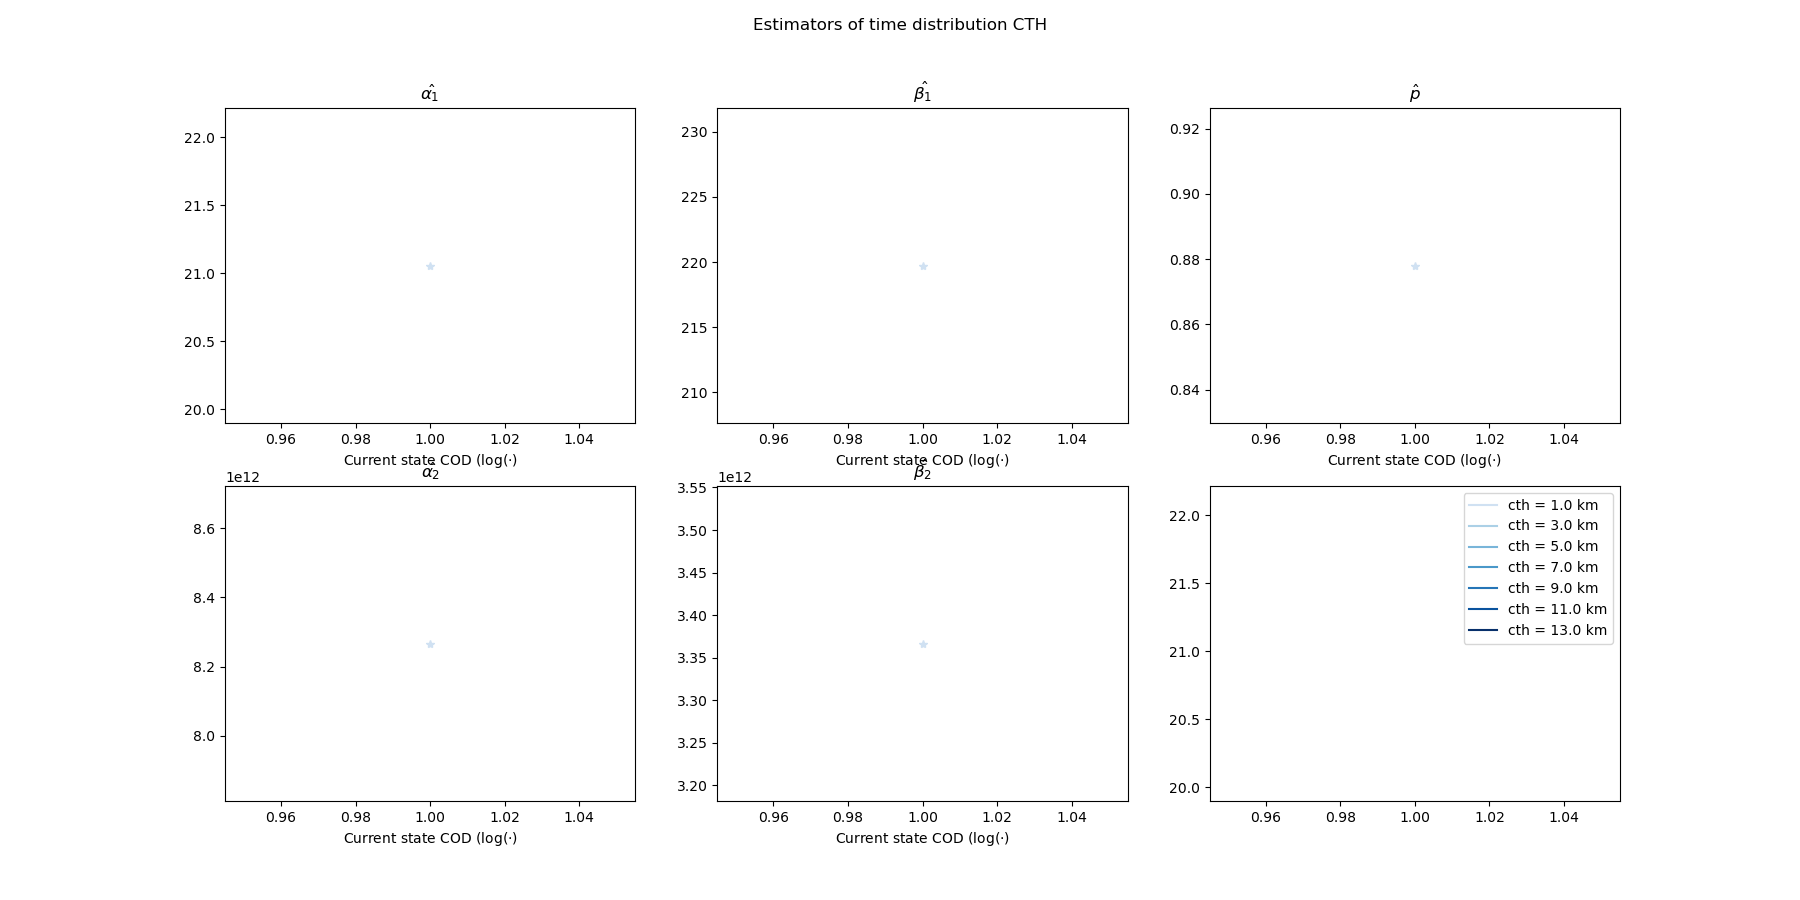 Estimators of time distribution CTH
α̂₁
22.0
21.5
21.0
20.5
20.0
0.96 0.98 1.00 1.02 1.04
Current state COD (log(·)
β̂₁
230
225
220
215
210
0.96 0.98 1.00 1.02 1.04
Current state COD (log(·)
p̂
0.92
0.90
0.88
0.86
0.84
0.96 0.98 1.00 1.02 1.04
Current state COD (log(·)
α̂₂
1e12
8.6
8.4
8.2
8.0
0.96 0.98 1.00 1.02 1.04
Current state COD (log(·)
β̂₂
1e12
3.55
3.50
3.45
3.40
3.35
3.30
3.25
3.20
0.96 0.98 1.00 1.02 1.04
Current state COD (log(·)
22.0
21.5
21.0
20.5
20.0
0.96 0.98 1.00 1.02 1.04
cth = 1.0 km
cth = 3.0 km
cth = 5.0 km
cth = 7.0 km
cth = 9.0 km
cth = 11.0 km
cth = 13.0 km